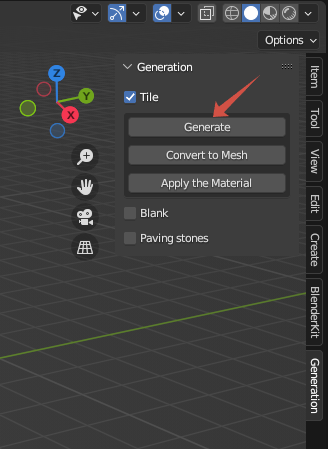 Options
Generation
Tile
Generate
Convert to Mesh
Apply the Material
Blank
Paving stones
Z
Y
X
Item
Tool
View
Edit
Create
BlenderKit
Generation